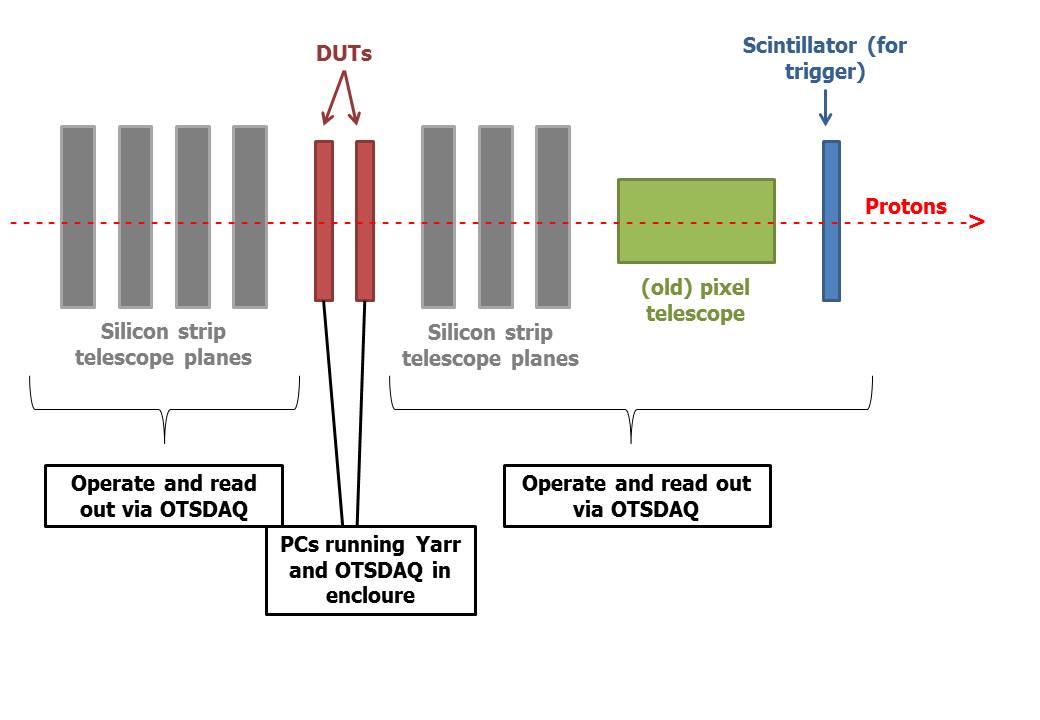 DUTs
Scintillator (for
trigger)
Protons
Silicon strip
telescope planes
Silicon strip
telescope planes
(old) pixel
telescope
Operate and read
out via OTSDAQ
Operate and read out
via OTSDAQ
PCs running Yarr
and OTSDAQ in
encloure